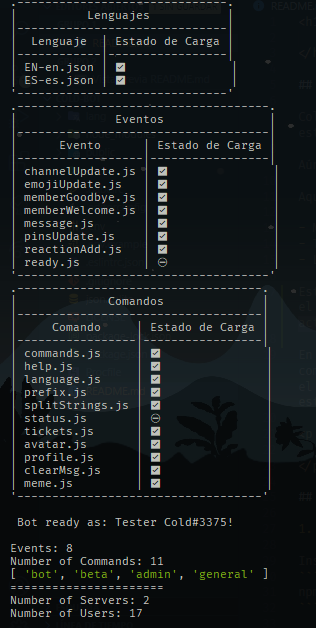 Lenguajes
Lenguaje | Estado de Carga
EN-en.json | ☑
ES-es.json | ☑
Eventos
Evento | Estado de Carga
channelUpdate.js | ☑
emojiUpdate.js | ☑
memberGoodbye.js | ☑
memberWelcome.js | ☑
message.js | ☑
pinsUpdate.js | ☑
reactionAdd.js | ☑
ready.js | ⛔
Comandos
Comando | Estado de Carga
commands.js | ☑
help.js | ☑
language.js | ☑
prefix.js | ☑
splitStrings.js | ☑
status.js | ⛔
tickets.js | ☑
avatar.js | ☑
profile.js | ☑
clearMsg.js | ☑
meme.js | ☑
Bot ready as: Tester Cold#3375!
Events: 8
Number of Commands: 11
[ 'bot', 'beta', 'admin', 'general' ]
======================
Number of Servers: 2
Number of Users: 17